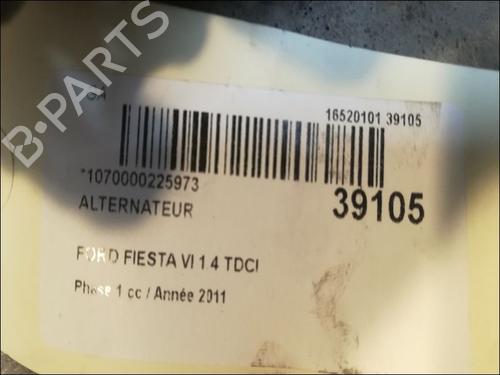 16520101 39105
*1070000225973
39105
ALTERNATEUR
FORD FIESTA VI 1.4 TDCI
Phase 1 cc / Année 2011
B-PARTS